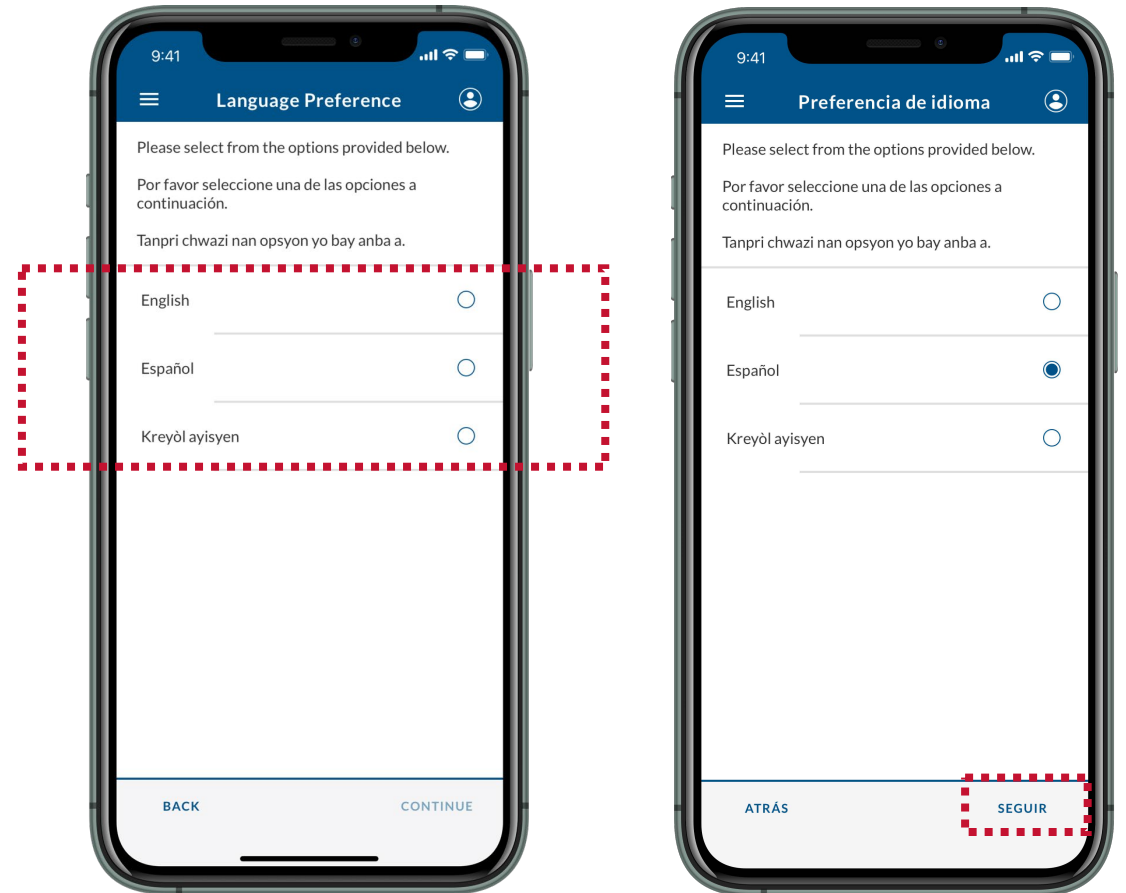 9:41
Language Preference
Please select from the options provided below.
Por favor seleccione una de las opciones a
continuación.
Tanpri chwazi nan opsyon yo bay anba a.
English
Español
Kreyòl ayisyen
BACK CONTINUE
9:41
Preferencia de idioma
Please select from the options provided below.
Por favor seleccione una de las opciones a
continuación.
Tanpri chwazi nan opsyon yo bay anba a.
English
Español
Kreyòl ayisyen
ATRÁS SEGUIR